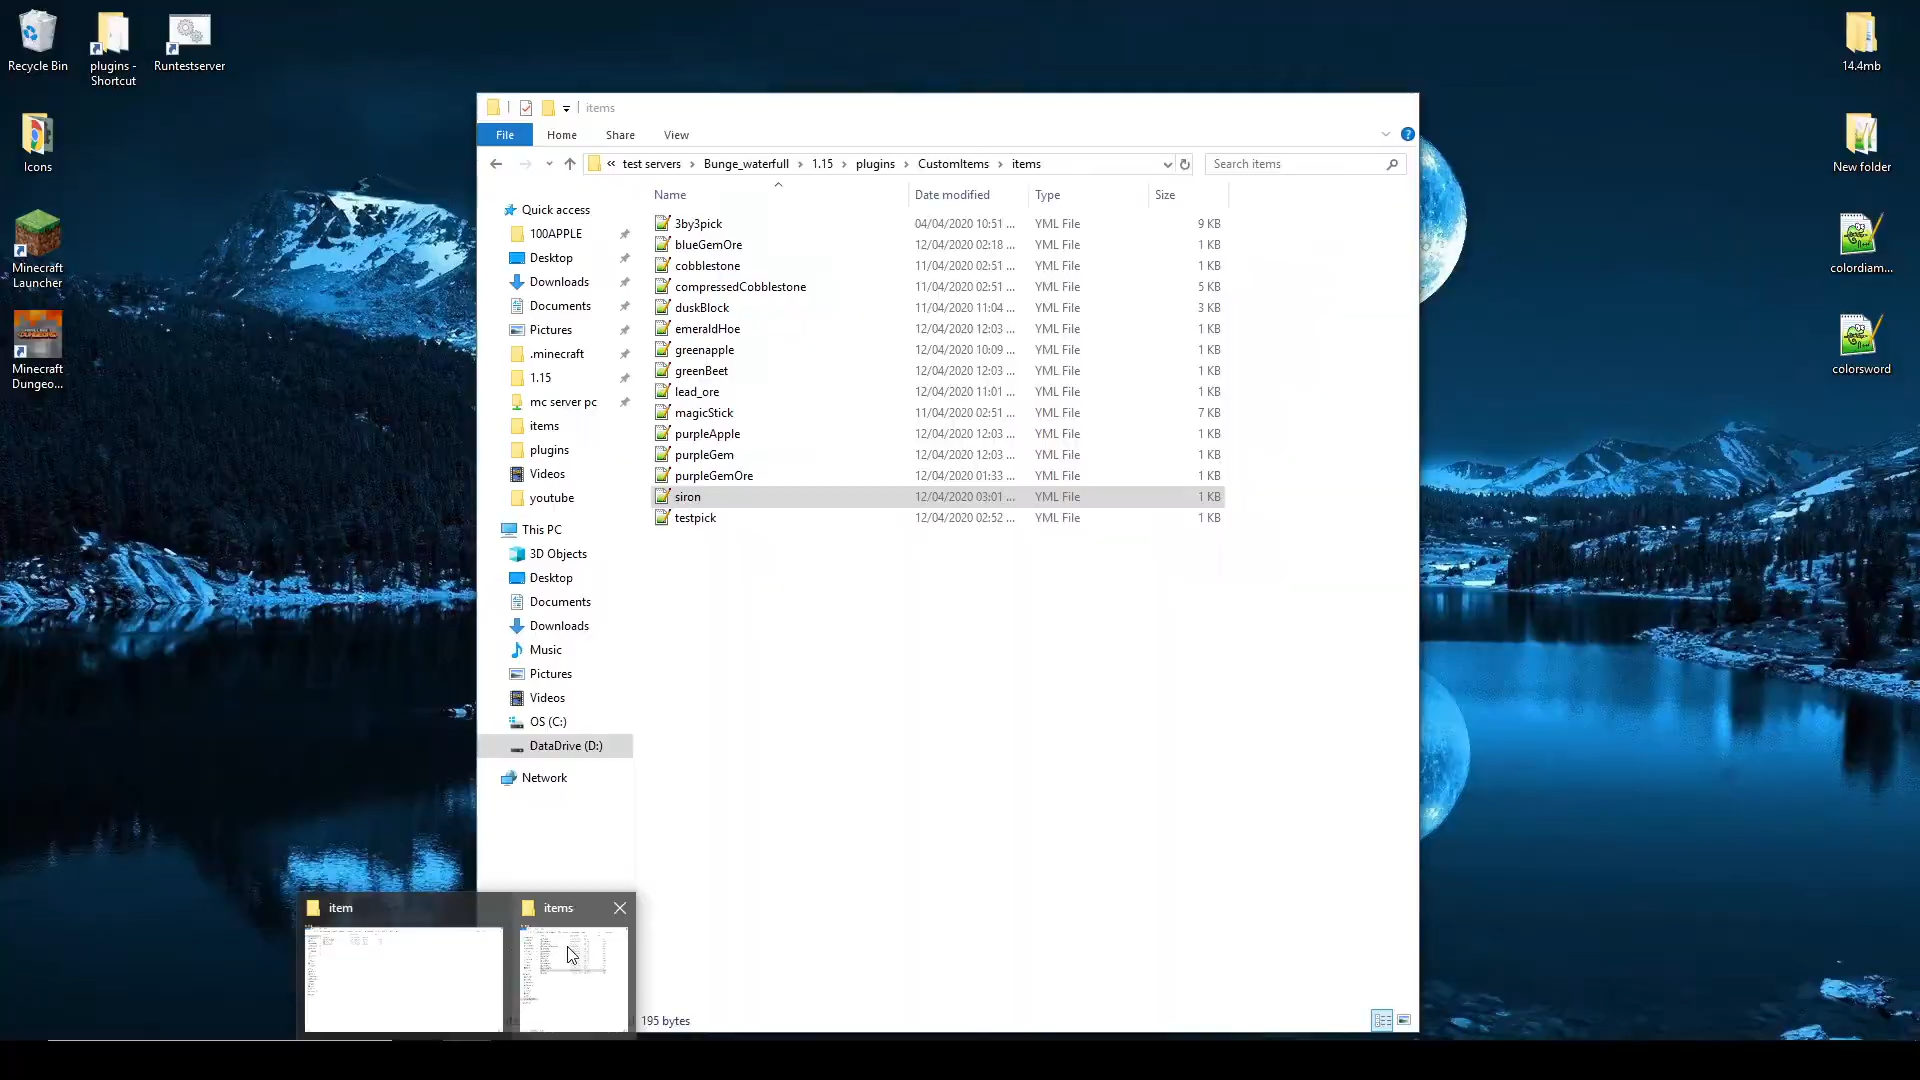 Recycle Bin
plugins -
Shortcut
Runtestserver
Icons
Minecraft
Launcher
Minecraft
Dungeo...
14.4mb
New folder
colordiam...
colorsword
items
File
Home
Share
View
« test servers > Bunge_waterfull > 1.15 > plugins > CustomItems > items
Search items
Name
Date modified
Type
Size
Quick access
100APPLE
Desktop
Downloads
Documents
Pictures
.minecraft
1.15
mc server pc
items
plugins
Videos
youtube
This PC
3D Objects
Desktop
Documents
Downloads
Music
Pictures
Videos
OS (C:)
DataDrive (D:)
Network
3by3pick 04/04/2020 10:51 ... YML File 9 KB
blueGemOre 12/04/2020 02:18 ... YML File 1 KB
cobblestone 11/04/2020 02:51 ... YML File 1 KB
compressedCobblestone 11/04/2020 02:51 ... YML File 5 KB
duskBlock 11/04/2020 11:04 ... YML File 3 KB
emeraldHoe 12/04/2020 12:03 ... YML File 1 KB
greenapple 12/04/2020 10:09 ... YML File 1 KB
greenBeet 12/04/2020 12:03 ... YML File 1 KB
lead_ore 12/04/2020 11:01 ... YML File 1 KB
magicStick 11/04/2020 02:51 ... YML File 7 KB
purpleApple 12/04/2020 12:03 ... YML File 1 KB
purpleGem 12/04/2020 12:03 ... YML File 1 KB
purpleGemOre 12/04/2020 01:33 ... YML File 1 KB
siron 12/04/2020 03:01 ... YML File 1 KB
testpick 12/04/2020 02:52 ... YML File 1 KB
item
items
195 bytes